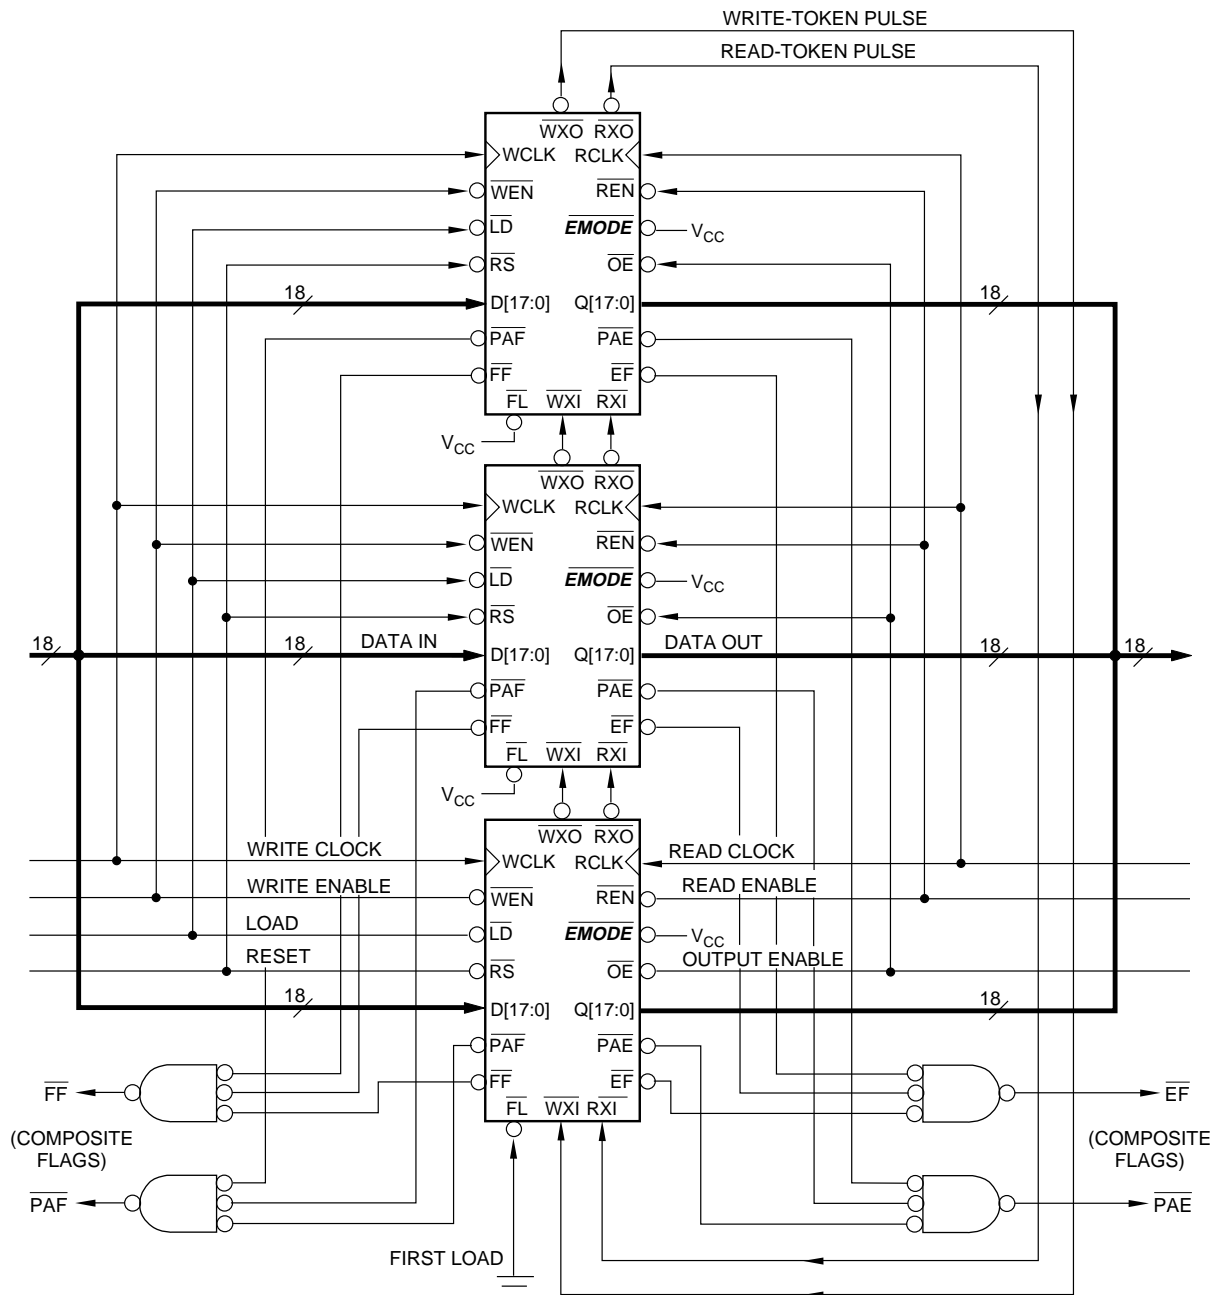 WRITE-TOKEN PULSE
READ-TOKEN PULSE
WXO RXO
WCLK RCLK
WEN REN
LD EMODE VCC
RS OE
18 D[17:0] Q[17:0] 18
PAF PAE
FF EF
FL WXI RXI
VCC
WXO RXO
WCLK RCLK
WEN REN
LD EMODE VCC
RS OE
18 18 DATA IN D[17:0] Q[17:0] DATA OUT 18 18
PAF PAE
FF EF
FL WXI RXI
VCC
WXO RXO
WRITE CLOCK WCLK RCLK READ CLOCK
WRITE ENABLE WEN REN READ ENABLE
LOAD LD EMODE VCC
RESET RS OE OUTPUT ENABLE
18 D[17:0] Q[17:0] 18
PAF PAE
FF EF
FL WXI RXI
FF EF
(COMPOSITE FLAGS) (COMPOSITE FLAGS)
PAF PAE
FIRST LOAD